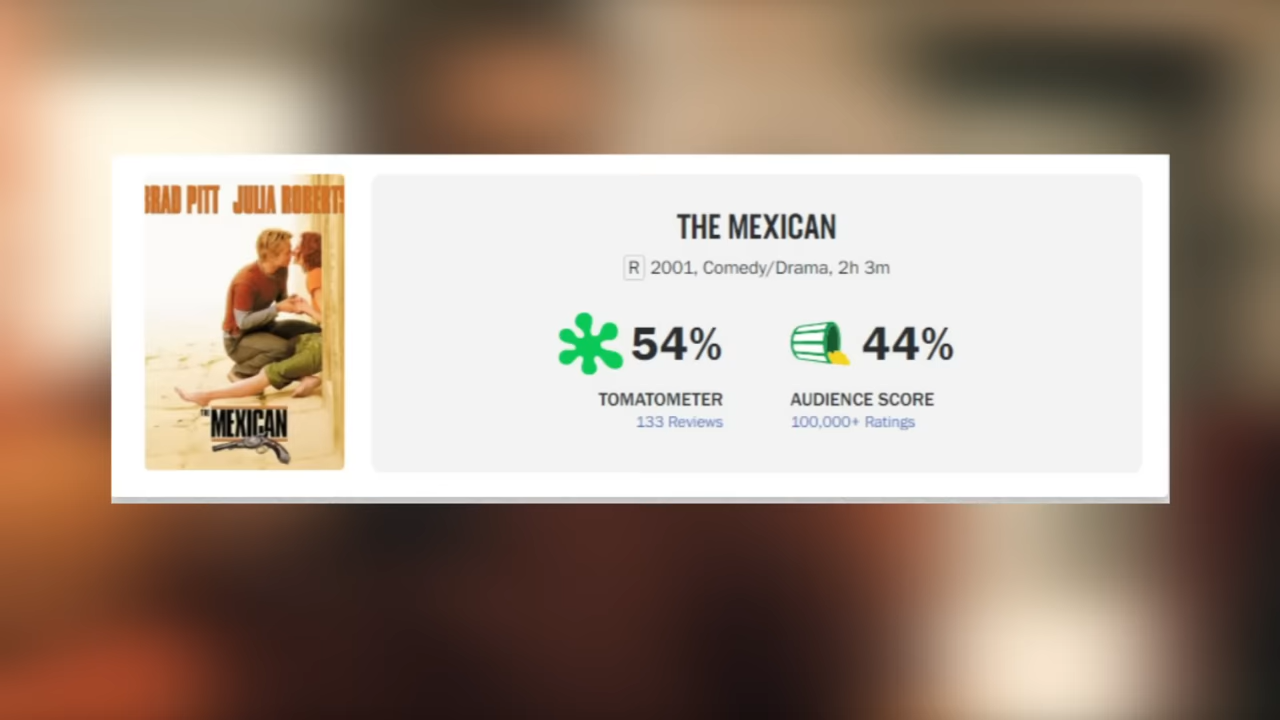 BRAD PITT JULIA ROBERTS
THE
MEXICAN
THE MEXICAN
R 2001, Comedy/Drama, 2h 3m
54% 44%
TOMATOMETER AUDIENCE SCORE
133 Reviews 100,000+ Ratings